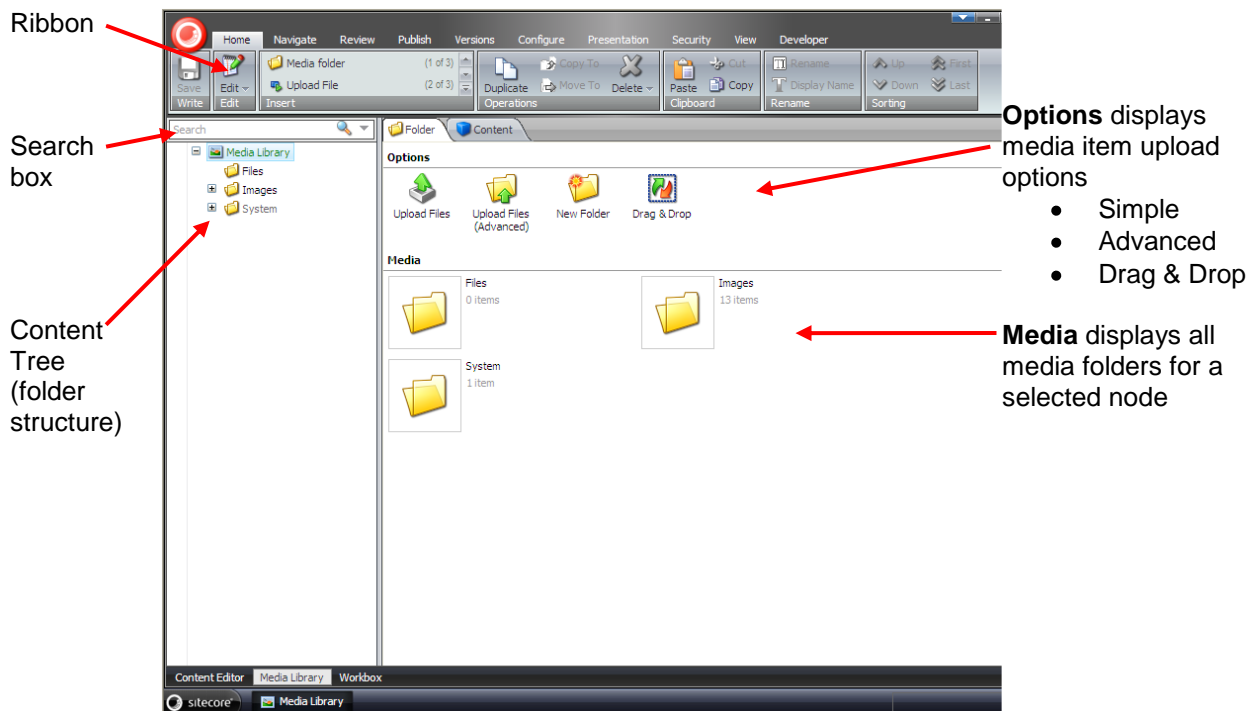 Ribbon
Home Navigate Review Publish Versions Configure Presentation Security View Developer
Media folder (1 of 3)
Copy To
Cut
Rename
Up First
Save Edit
Upload File (2 of 3)
Duplicate Move To Delete
Paste Copy
Display Name
Down Last
Write Edit Insert Operations Clipboard Rename Sorting
Search
box
Search
Media Library
Files
Images
System
Content
Tree
(folder
structure)
Folder Content
Options
Upload Files
Upload Files
(Advanced)
New Folder
Drag & Drop
Media
Files
0 items
Images
13 items
System
1 item
Options displays
media item upload
options
• Simple
• Advanced
• Drag & Drop
Media displays all
media folders for a
selected node
Content Editor Media Library Workbox
sitecore Media Library